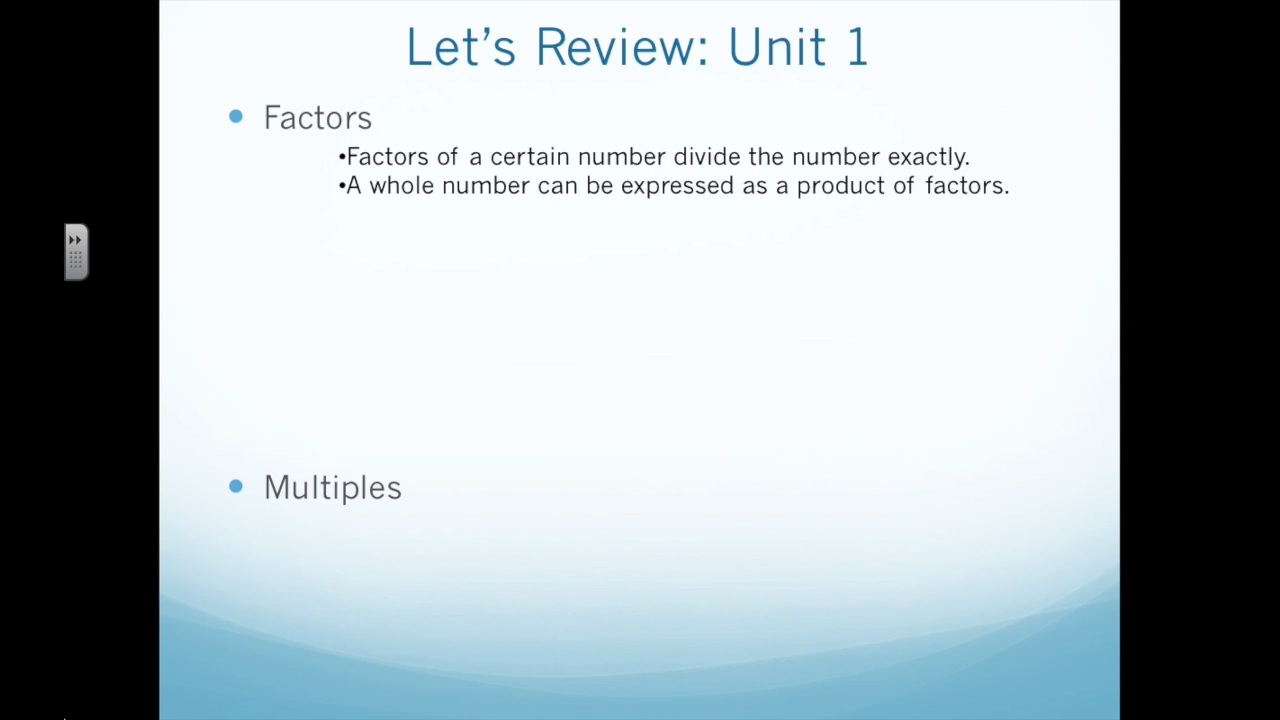 Let’s Review: Unit 1
• Factors
•Factors of a certain number divide the number exactly.
•A whole number can be expressed as a product of factors.
• Multiples